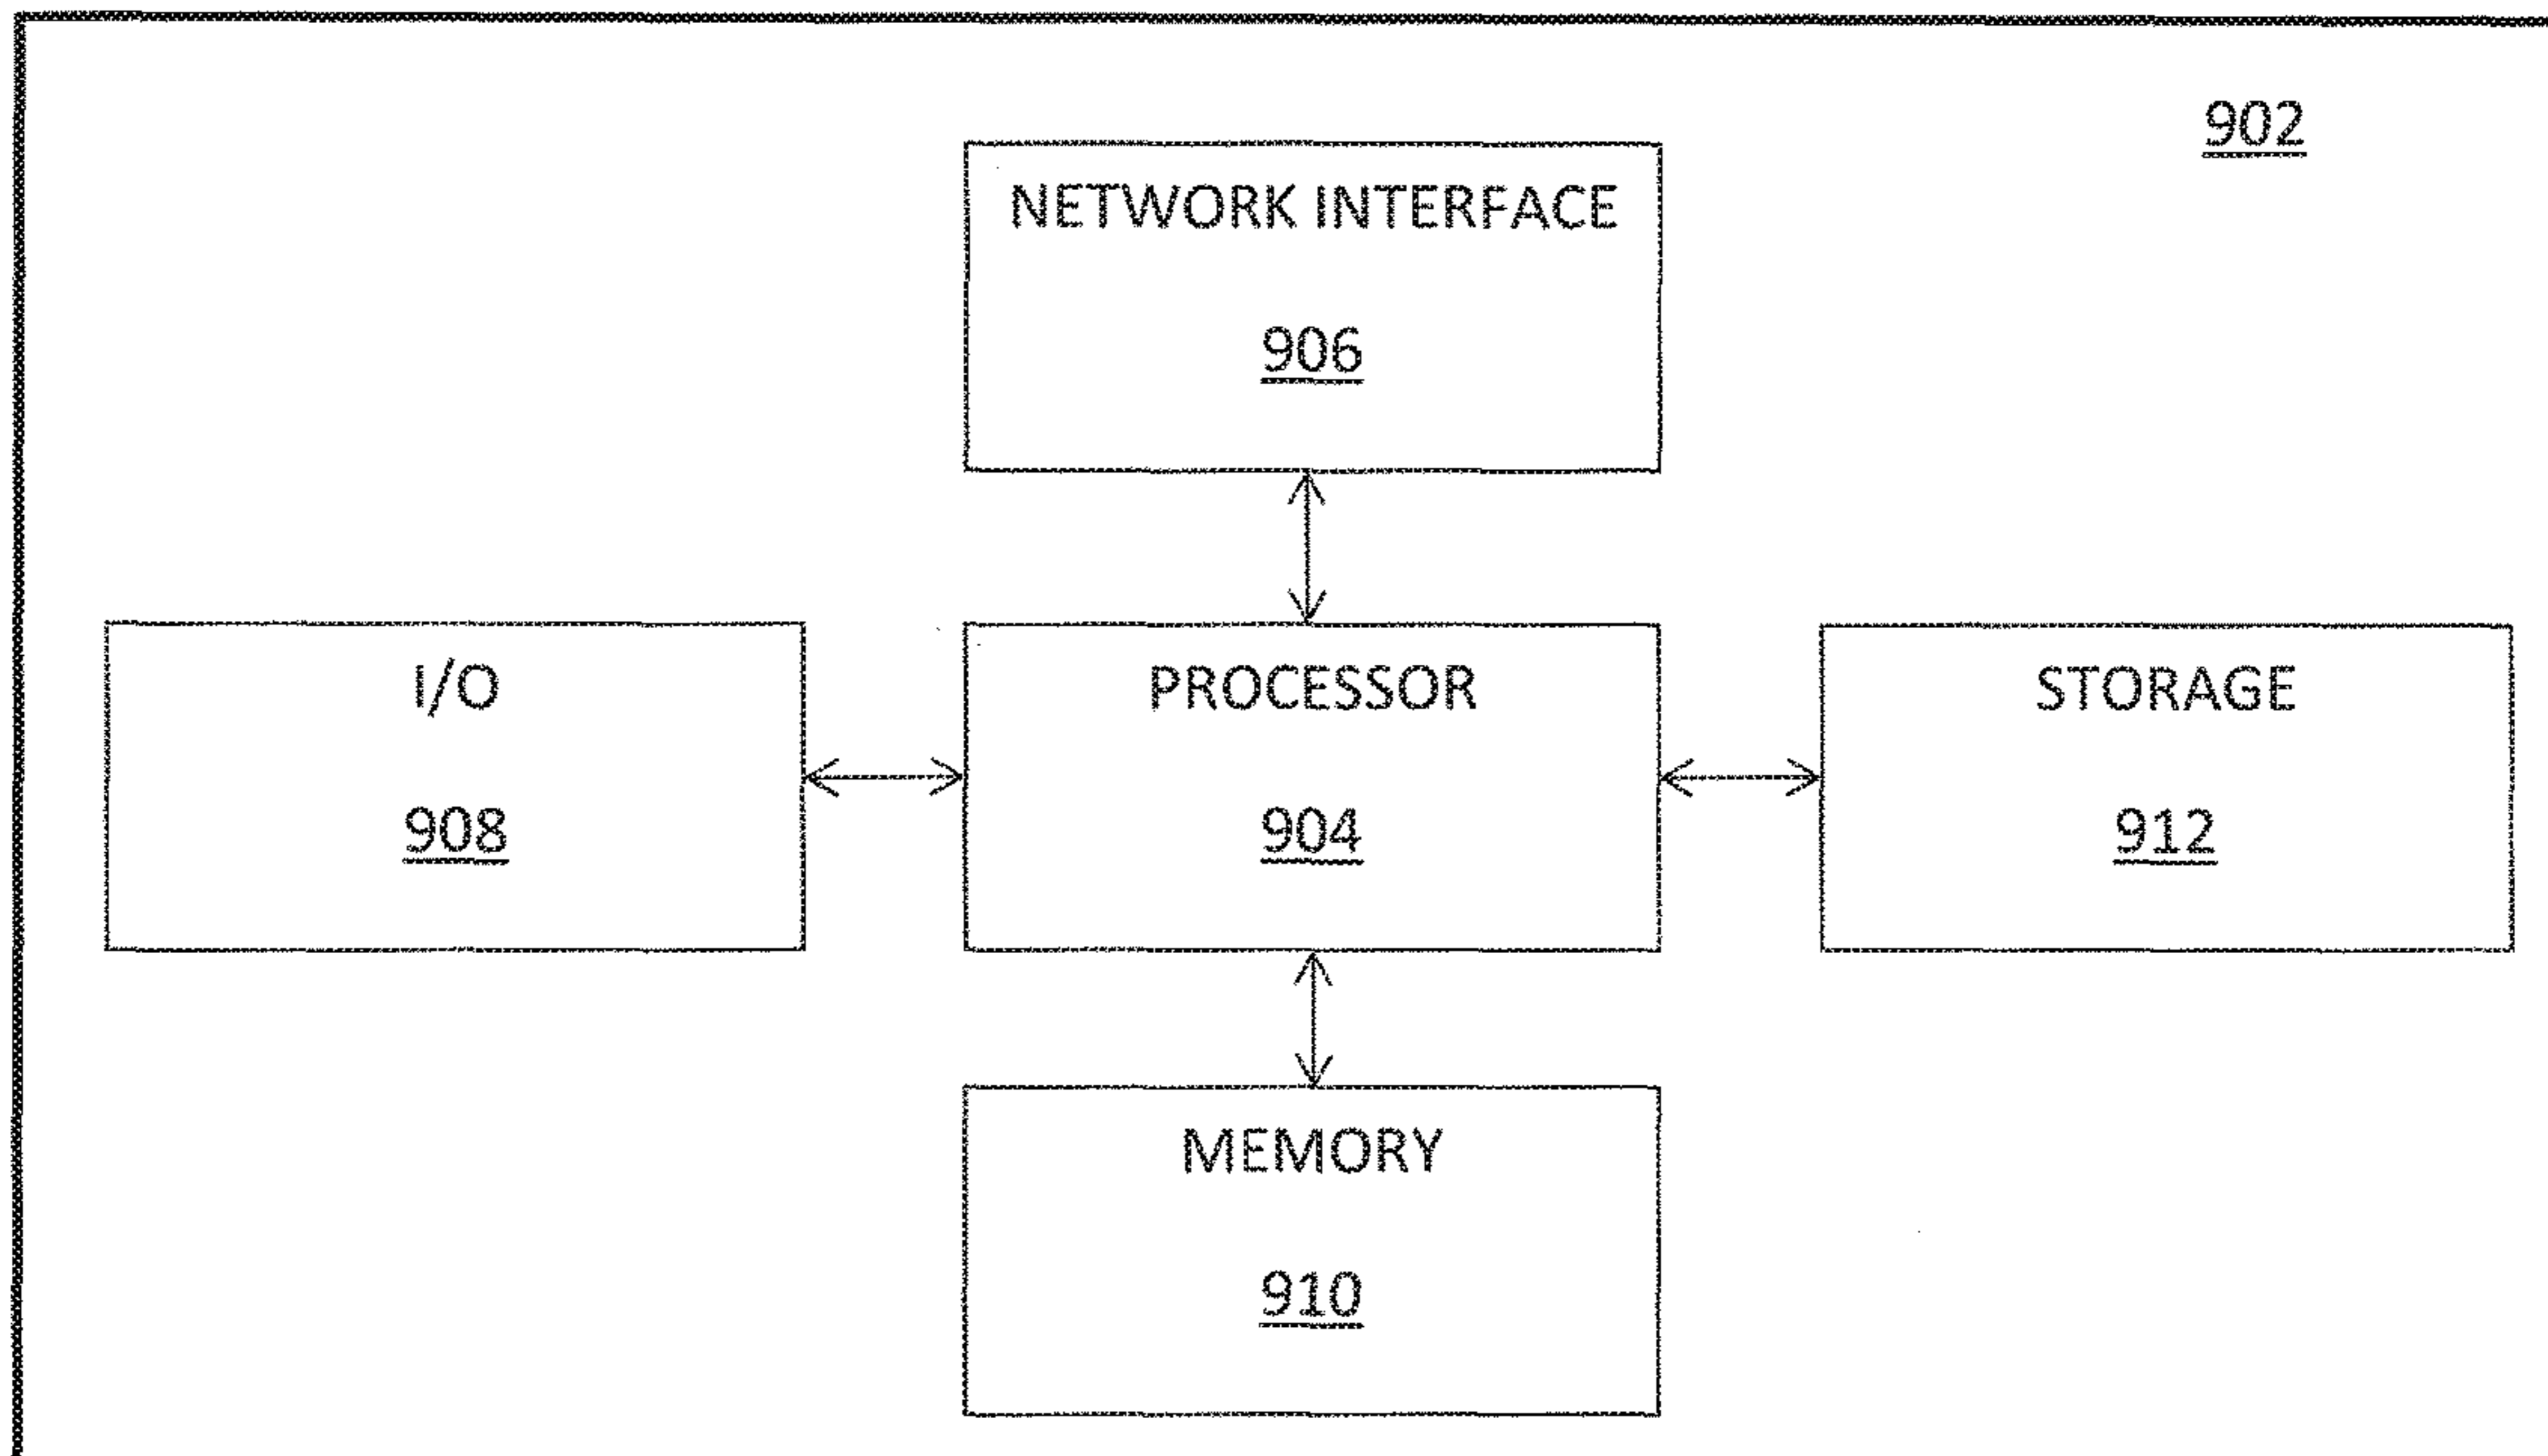 902
NETWORK INTERFACE
906
I/O
908
PROCESSOR
904
STORAGE
912
MEMORY
910